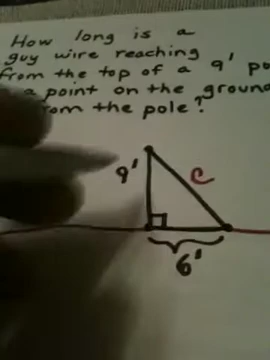 How long is a
guy wire reaching
from the top of a 9'
point on the ground
from the pole?
9'
c
6'